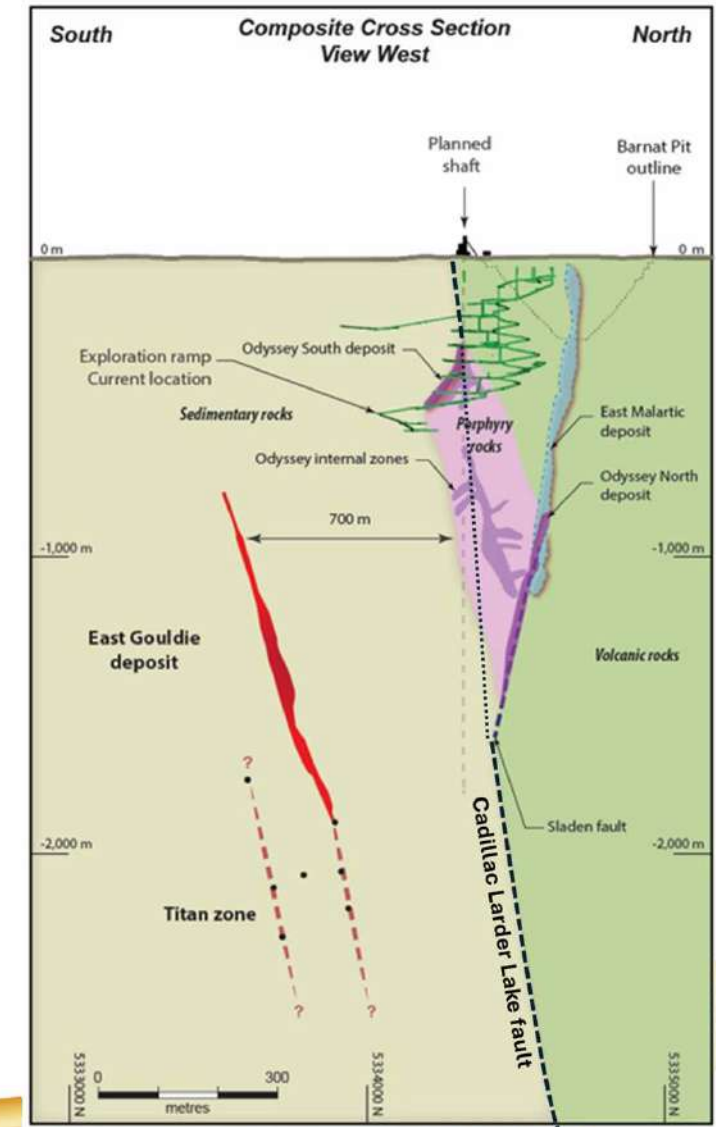 South
Composite Cross Section
View West
North
Planned
shaft
Barnat Pit
outline
0 m
0 m
Exploration ramp
Current location
Odyssey South deposit
Sedimentary rocks
Porphyry
rocks
East Malartic
deposit
Odyssey internal zones
Odyssey North
deposit
700 m
-1,000 m
-1,000 m
East Gouldie
deposit
Volcanic rocks
?
Sladen fault
-2,000 m
-2,000 m
Cadillac Larder Lake fault
Titan zone
?
?
5333000 N
0
300
metres
5334000 N
5335000 N